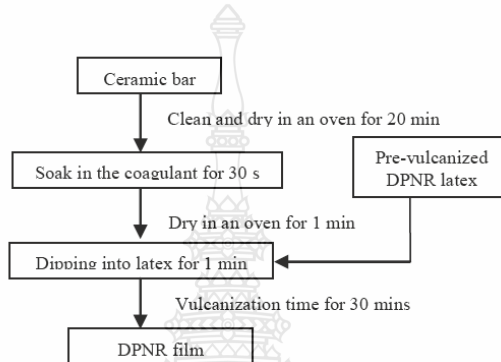 Ceramic bar
Clean and dry in an oven for 20 min
Pre-vulcanized
DPNR latex
Soak in the coagulant for 30 s
Dry in an oven for 1 min
Dipping into latex for 1 min
Vulcanization time for 30 mins
DPNR film